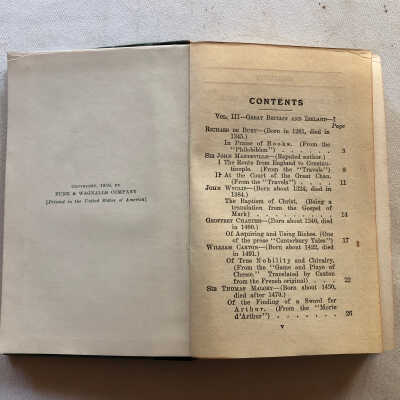 COPYRIGHT, 1909, BY
FUNK & WAGNALLS COMPANY
[Printed in the United States of America]
CONTENTS
VOL. III—GREAT BRITAIN AND IRELAND—I
Page
RICHARD DE BURY—(Born in 1281, died in
1345.)
In Praise of Books. (From the
"Philobiblon") 3
SIR JOHN MANDEVILLE—(Reputed author.)
I The Route from England to Constan-
tinople. (From the "Travels") 8
II At the Court of the Great Chan.
(From the "Travels") 11
JOHN WYCLIF—(Born about 1324, died in
1384.)
The Baptism of Christ. (Being a
translation from the Gospel of
Mark) 14
GEOFFREY CHAUCER—(Born about 1340, died
in 1400.)
Of Acquiring and Using Riches. (One
of the prose "Canterbury Tales") 17
WILLIAM CAXTON—(Born about 1422, died
in 1491.)
Of True Nobility and Chivalry.
(From the "Game and Playe of
Chesse." Translated by Caxton
from the French original) 22
SIR THOMAS MALORY—(Born about 1430,
died after 1470.)
Of the Finding of a Sword for
Arthur. (From the "Morte
d'Arthur") 26
v